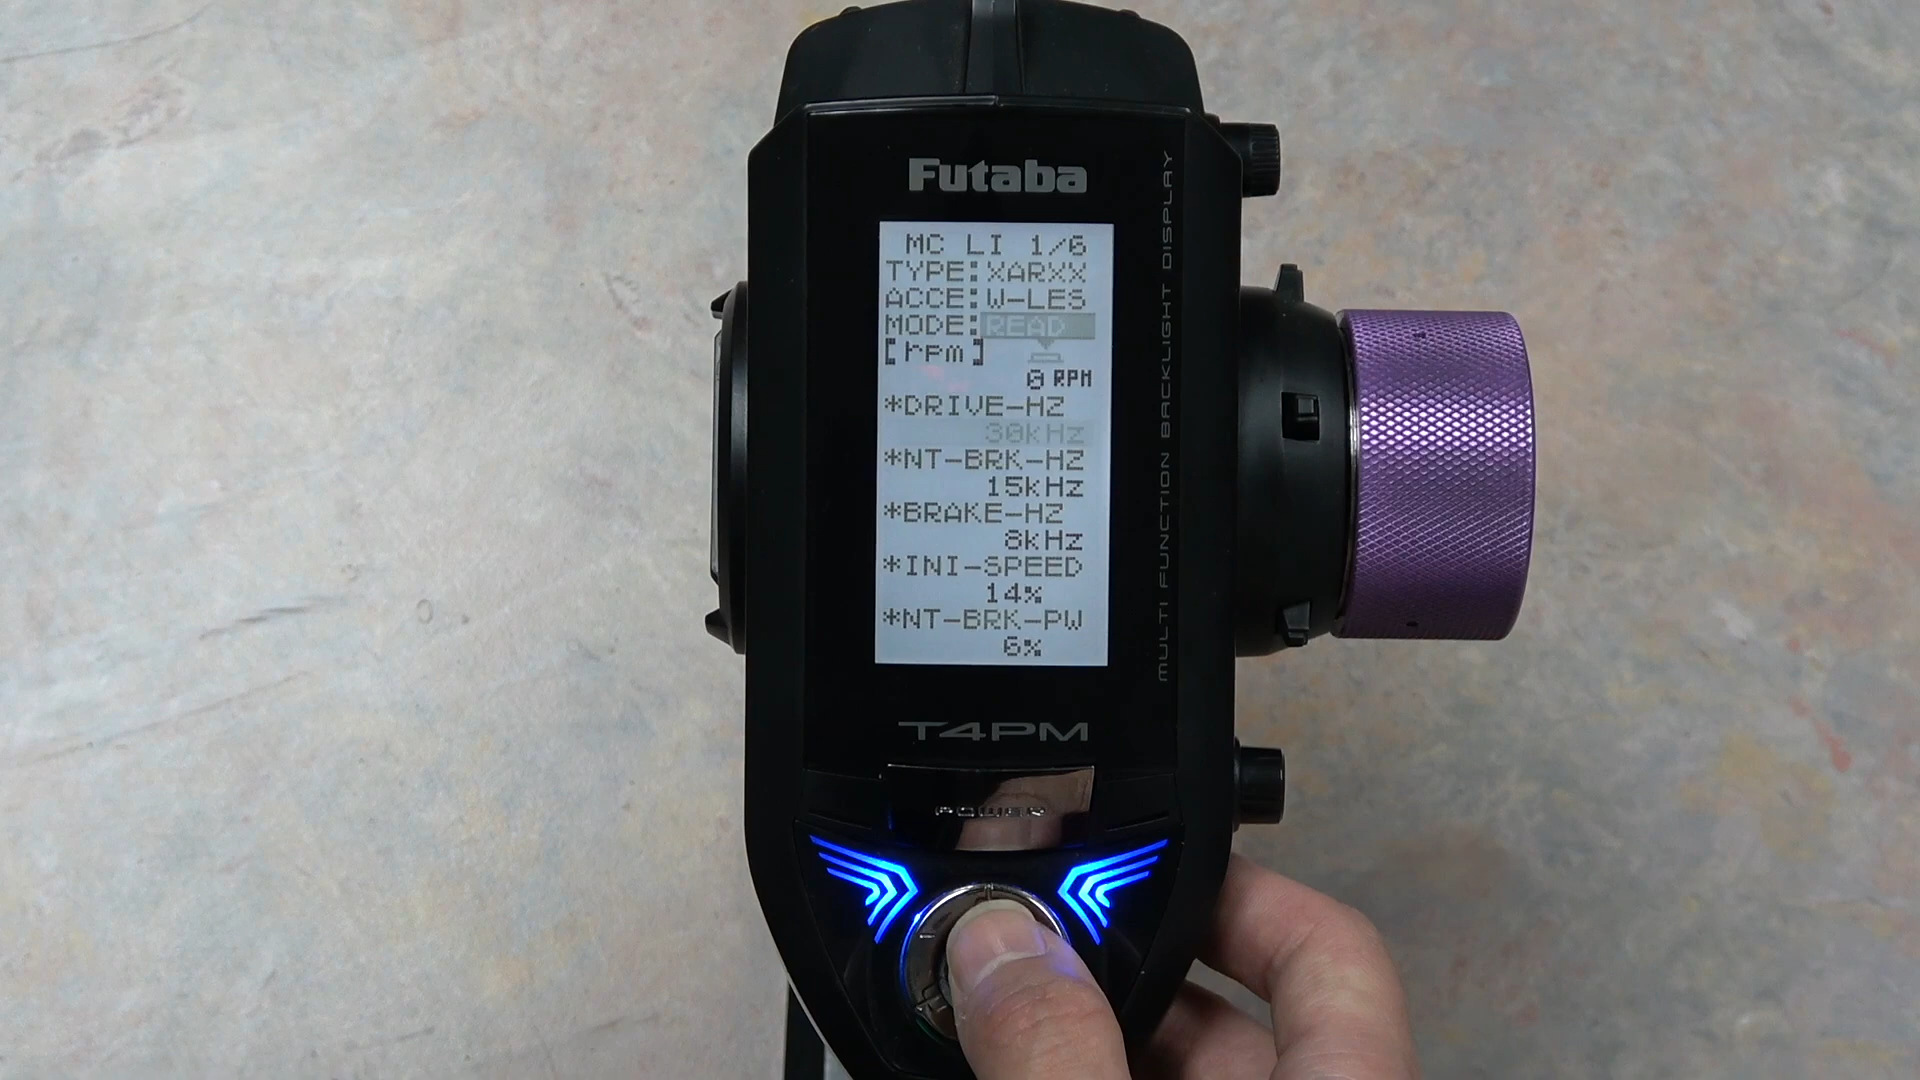 Futaba
MC LI 1/6
TYPE:XARXX
ACCE:W-LES
MODE:READ
[rpm]
0 RPM
*DRIVE-HZ
30kHz
*NT-BRK-HZ
15kHz
*BRAKE-HZ
8kHz
*INI-SPEED
14%
*NT-BRK-PW
6%
MULTI FUNCTION BACKLIGHT DISPLAY
T4PM
POWER